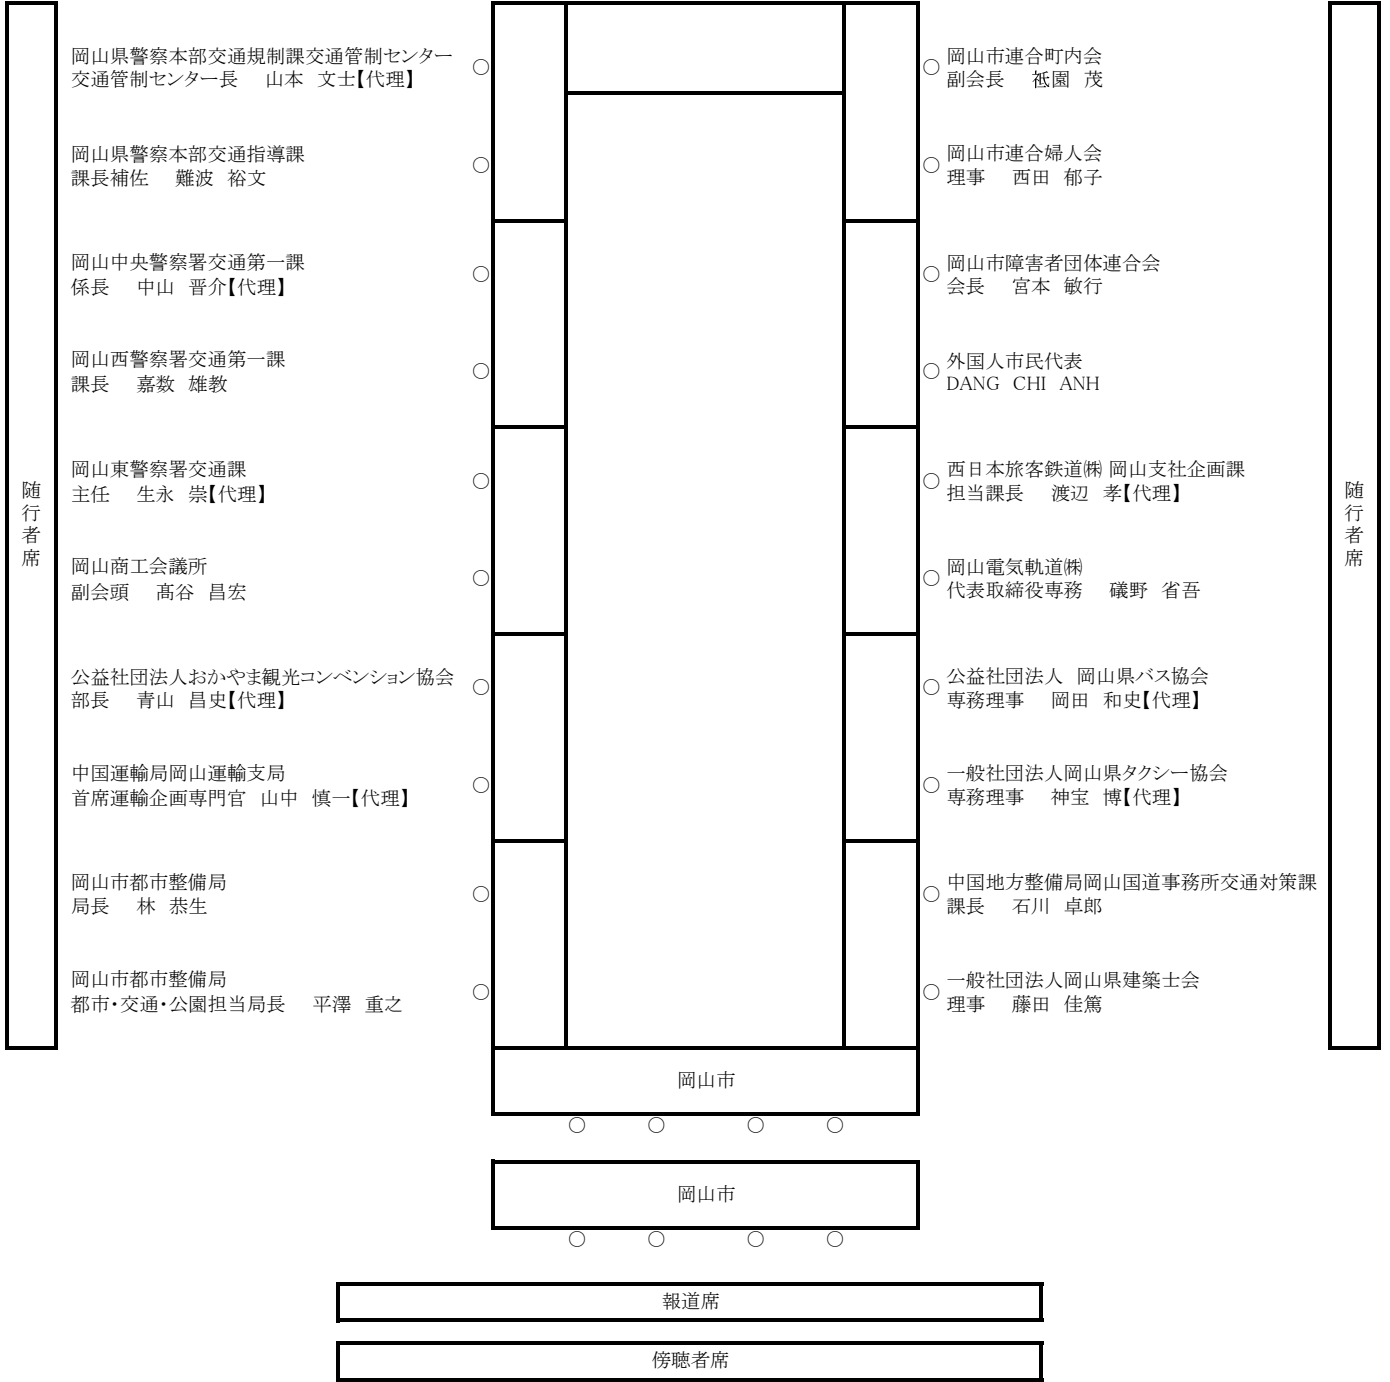 随行者席
岡山県警察本部交通規制課交通管制センター
交通管制センター長 山本 文士【代理】
岡山県警察本部交通指導課
課長補佐 難波 裕文
岡山中央警察署交通第一課
係長 中山 晋介【代理】
岡山西警察署交通第一課
課長 嘉数 雄教
岡山東警察署交通課
主任 生永 崇【代理】
岡山商工会議所
副会頭 髙谷 昌宏
公益社団法人おかやま観光コンベンション協会
部長 青山 昌史【代理】
中国運輸局岡山運輸支局
首席運輸企画専門官 山中 慎一【代理】
岡山市都市整備局
局長 林 恭生
岡山市都市整備局
都市・交通・公園担当局長 平澤 重之
岡山市連合町内会
副会長 祗園 茂
岡山市連合婦人会
理事 西田 郁子
岡山市障害者団体連合会
会長 宮本 敏行
外国人市民代表
DANG CHI ANH
西日本旅客鉄道㈱ 岡山支社企画課
担当課長 渡辺 孝【代理】
岡山電気軌道㈱
代表取締役専務 礒野 省吾
公益社団法人 岡山県バス協会
専務理事 岡田 和史【代理】
一般社団法人岡山県タクシー協会
専務理事 神宝 博【代理】
中国地方整備局岡山国道事務所交通対策課
課長 石川 卓郎
一般社団法人岡山県建築士会
理事 藤田 佳篤
随行者席
岡山市
岡山市
報道席
傍聴者席